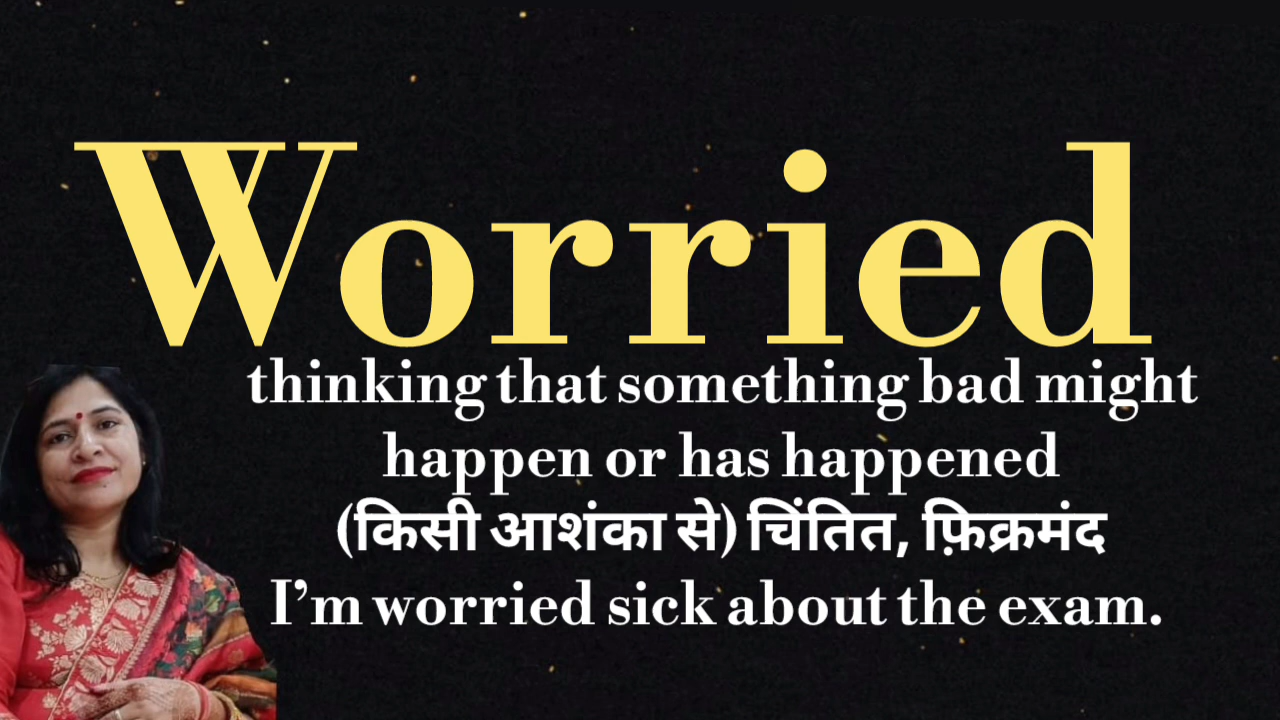 Worried
thinking that something bad might
happen or has happened
(किसी आशंका से) चिंतित, फ़िक्रमंद
I’m worried sick about the exam.